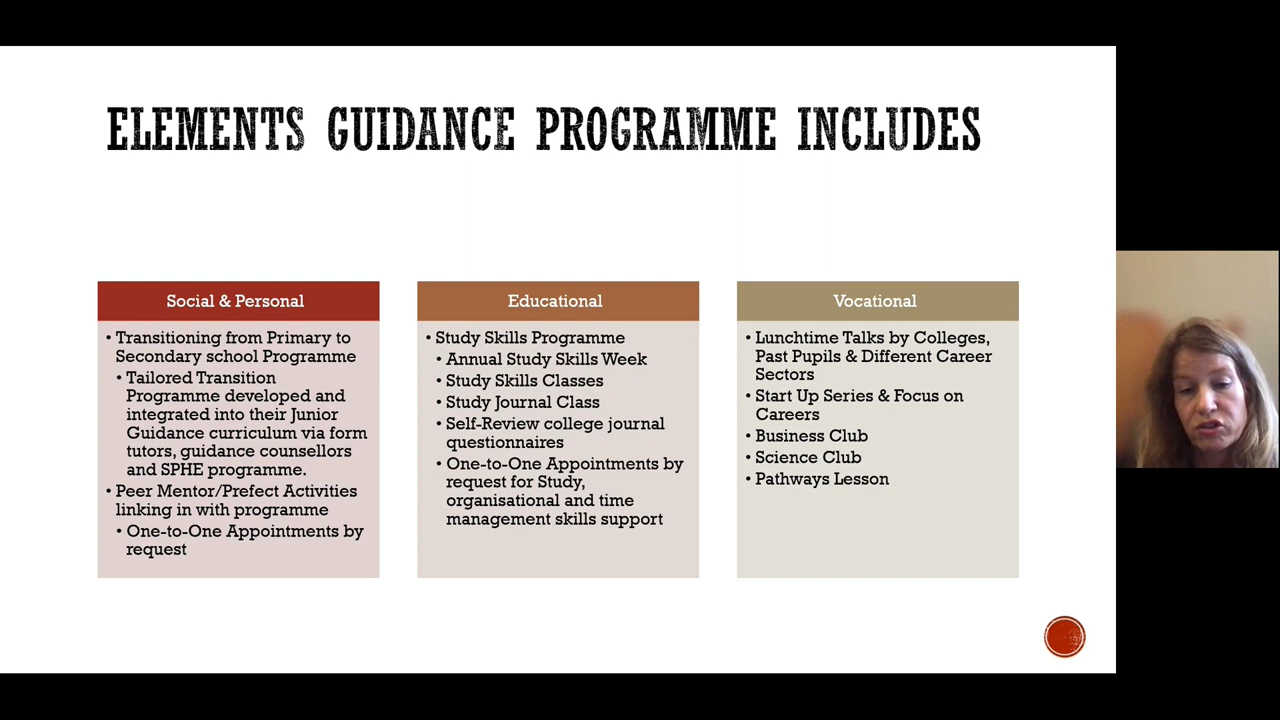 ELEMENTS GUIDANCE PROGRAMME INCLUDES
Social & Personal
• Transitioning from Primary to
Secondary school Programme
• Tailored Transition
Programme developed and
integrated into their Junior
Guidance curriculum via form
tutors, guidance counsellors
and SPHE programme.
• Peer Mentor/Prefect Activities
linking in with programme
• One-to-One Appointments by
request
Educational
• Study Skills Programme
• Annual Study Skills Week
• Study Skills Classes
• Study Journal Class
• Self-Review college journal
questionnaires
• One-to-One Appointments by
request for Study,
organisational and time
management skills support
Vocational
• Lunchtime Talks by Colleges,
Past Pupils & Different Career
Sectors
• Start Up Series & Focus on
Careers
• Business Club
• Science Club
• Pathways Lesson